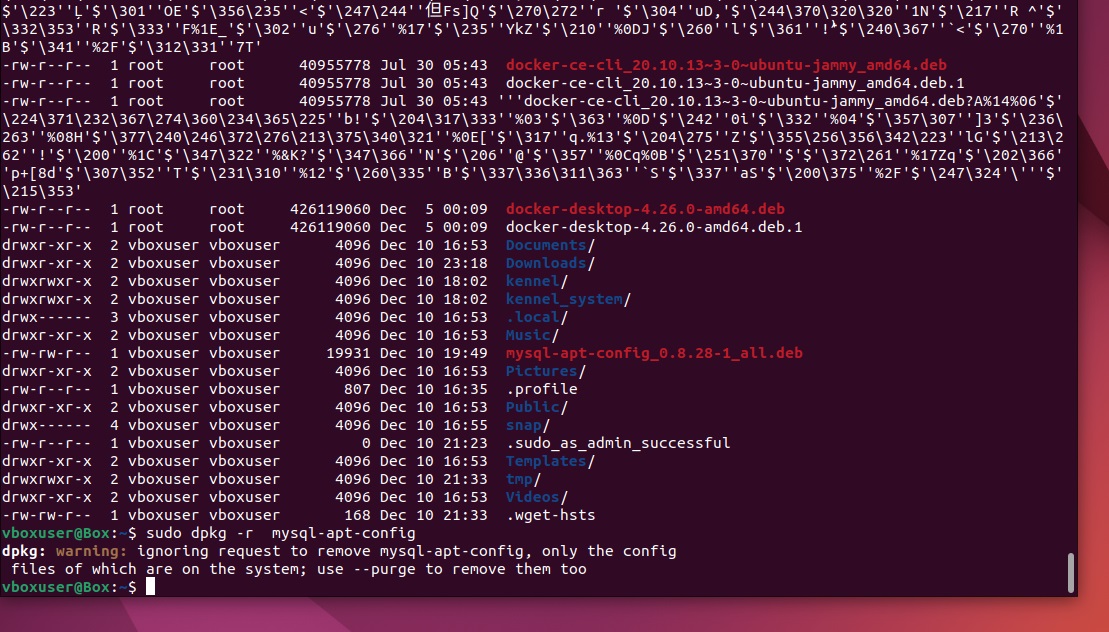 $'\223''Ļ'$'\301''OE'$'\356\235''<'$'\247\244''但Fs]Q'$'\270\272''r '$'\304''uD,'$'\244\370\320\320''1N'$'\217''R ^'$'
\332\353''R'$'\333''F%1E_'$'\302''u'$'\276''%17'$'\235''YkZ'$'\210''%0DJ'$'\260''l'$'\361''!'$'\240\367''`<'$'\270''%1
B'$'\341''%2F'$'\312\331''7T'
-rw-r--r-- 1 root root 40955778 Jul 30 05:43 docker-ce-cli_20.10.13~3-0~ubuntu-jammy_amd64.deb
-rw-r--r-- 1 root root 40955778 Jul 30 05:43 docker-ce-cli_20.10.13~3-0~ubuntu-jammy_amd64.deb.1
-rw-r--r-- 1 root root 40955778 Jul 30 05:43 '''docker-ce-cli_20.10.13~3-0~ubuntu-jammy_amd64.deb?A%14%06'$'
\224\371\232\367\274\360\234\365\225''b!'$'\204\317\333''%03'$'\363''%0D'$'\242''0i'$'\332''%04'$'\357\307'']3'$'\236\
263''%08H'$'\377\240\246\372\276\213\375\340\321''%0E['$'\317''q.%13'$'\204\275''Z'$'\355\256\356\342\223''lG'$'\213\2
62''!'$'\200''%1C'$'\347\322''%&K?'$'\347\366''N'$'\206''@'$'\357''%0Cq%0B'$'\251\370''$'$'\372\261''%17Zq'$'\202\366'
'p+[8d'$'\307\352''T'$'\231\310''%12'$'\260\335''B'$'\337\336\311\363''`S'$'\337''aS'$'\200\375''%2F'$'\247\324'\'''$'
\215\353'
-rw-r--r-- 1 root root 426119060 Dec 5 00:09 docker-desktop-4.26.0-amd64.deb
-rw-r--r-- 1 root root 426119060 Dec 5 00:09 docker-desktop-4.26.0-amd64.deb.1
drwxr-xr-x 2 vboxuser vboxuser 4096 Dec 10 16:53 Documents/
drwxr-xr-x 2 vboxuser vboxuser 4096 Dec 10 23:18 Downloads/
drwxrwxr-x 2 vboxuser vboxuser 4096 Dec 10 18:02 kennel/
drwxrwxr-x 2 vboxuser vboxuser 4096 Dec 10 18:02 kennel_system/
drwx------ 3 vboxuser vboxuser 4096 Dec 10 16:53 .local/
drwxr-xr-x 2 vboxuser vboxuser 4096 Dec 10 16:53 Music/
-rw-rw-r-- 1 vboxuser vboxuser 19931 Dec 10 19:49 mysql-apt-config_0.8.28-1_all.deb
drwxr-xr-x 2 vboxuser vboxuser 4096 Dec 10 16:53 Pictures/
-rw-r--r-- 1 vboxuser vboxuser 807 Dec 10 16:35 .profile
drwxr-xr-x 2 vboxuser vboxuser 4096 Dec 10 16:53 Public/
drwx------ 4 vboxuser vboxuser 4096 Dec 10 16:55 snap/
-rw-r--r-- 1 vboxuser vboxuser 0 Dec 10 21:23 .sudo_as_admin_successful
drwxr-xr-x 2 vboxuser vboxuser 4096 Dec 10 16:53 Templates/
drwxrwxr-x 2 vboxuser vboxuser 4096 Dec 10 21:33 tmp/
drwxr-xr-x 2 vboxuser vboxuser 4096 Dec 10 16:53 Videos/
-rw-rw-r-- 1 vboxuser vboxuser 168 Dec 10 21:33 .wget-hsts
vboxuser@Box:~$ sudo dpkg -r  mysql-apt-config
dpkg: warning: ignoring request to remove mysql-apt-config, only the config
 files of which are on the system; use --purge to remove them too
vboxuser@Box:~$